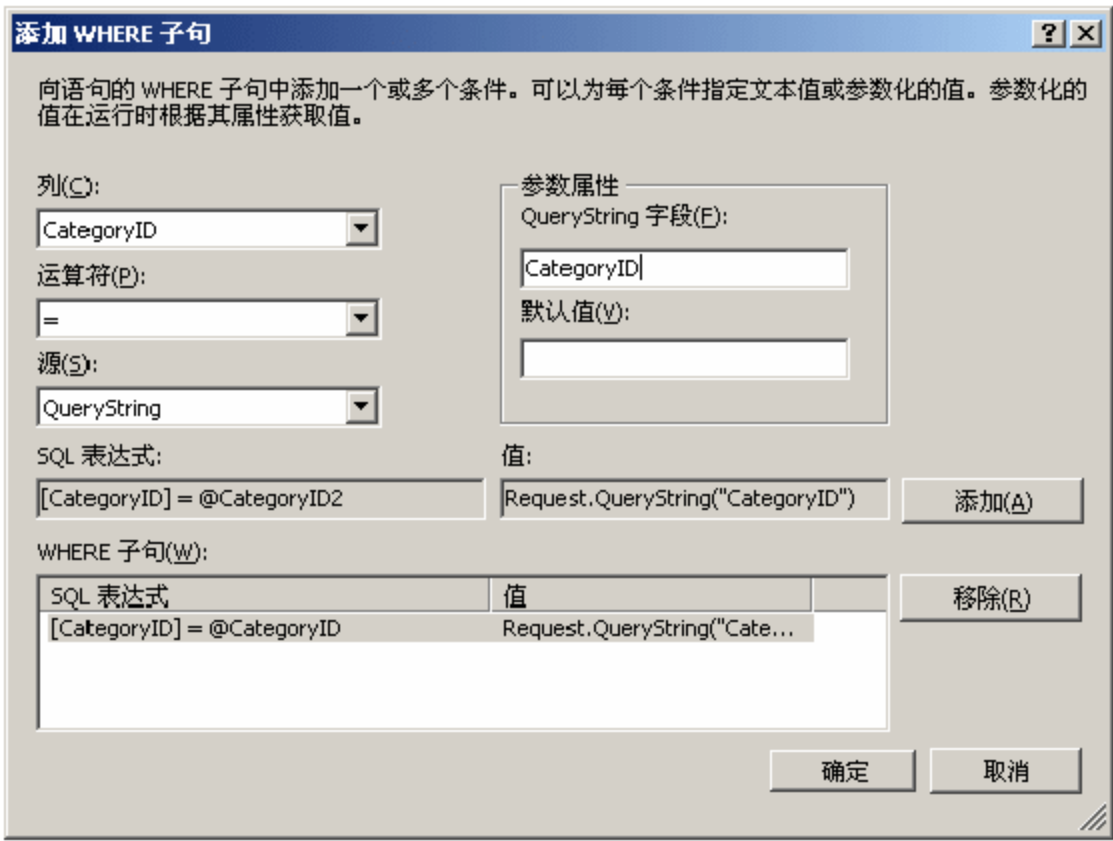 添加 WHERE 子句
向语句的 WHERE 子句中添加一个或多个条件。可以为每个条件指定文本值或参数化的值。参数化的
值在运行时根据其属性获取值。
列(C):
CategoryID
运算符(P):
=
源(S):
QueryString
参数属性
QueryString 字段(F):
CategoryID
默认值(V):
SQL 表达式:
值:
[CategoryID] = @CategoryID2
Request.QueryString("CategoryID")
添加(A)
WHERE 子句(W):
SQL 表达式
值
[CategoryID] = @CategoryID
Request.QueryString("Cate...
移除(R)
确定
取消